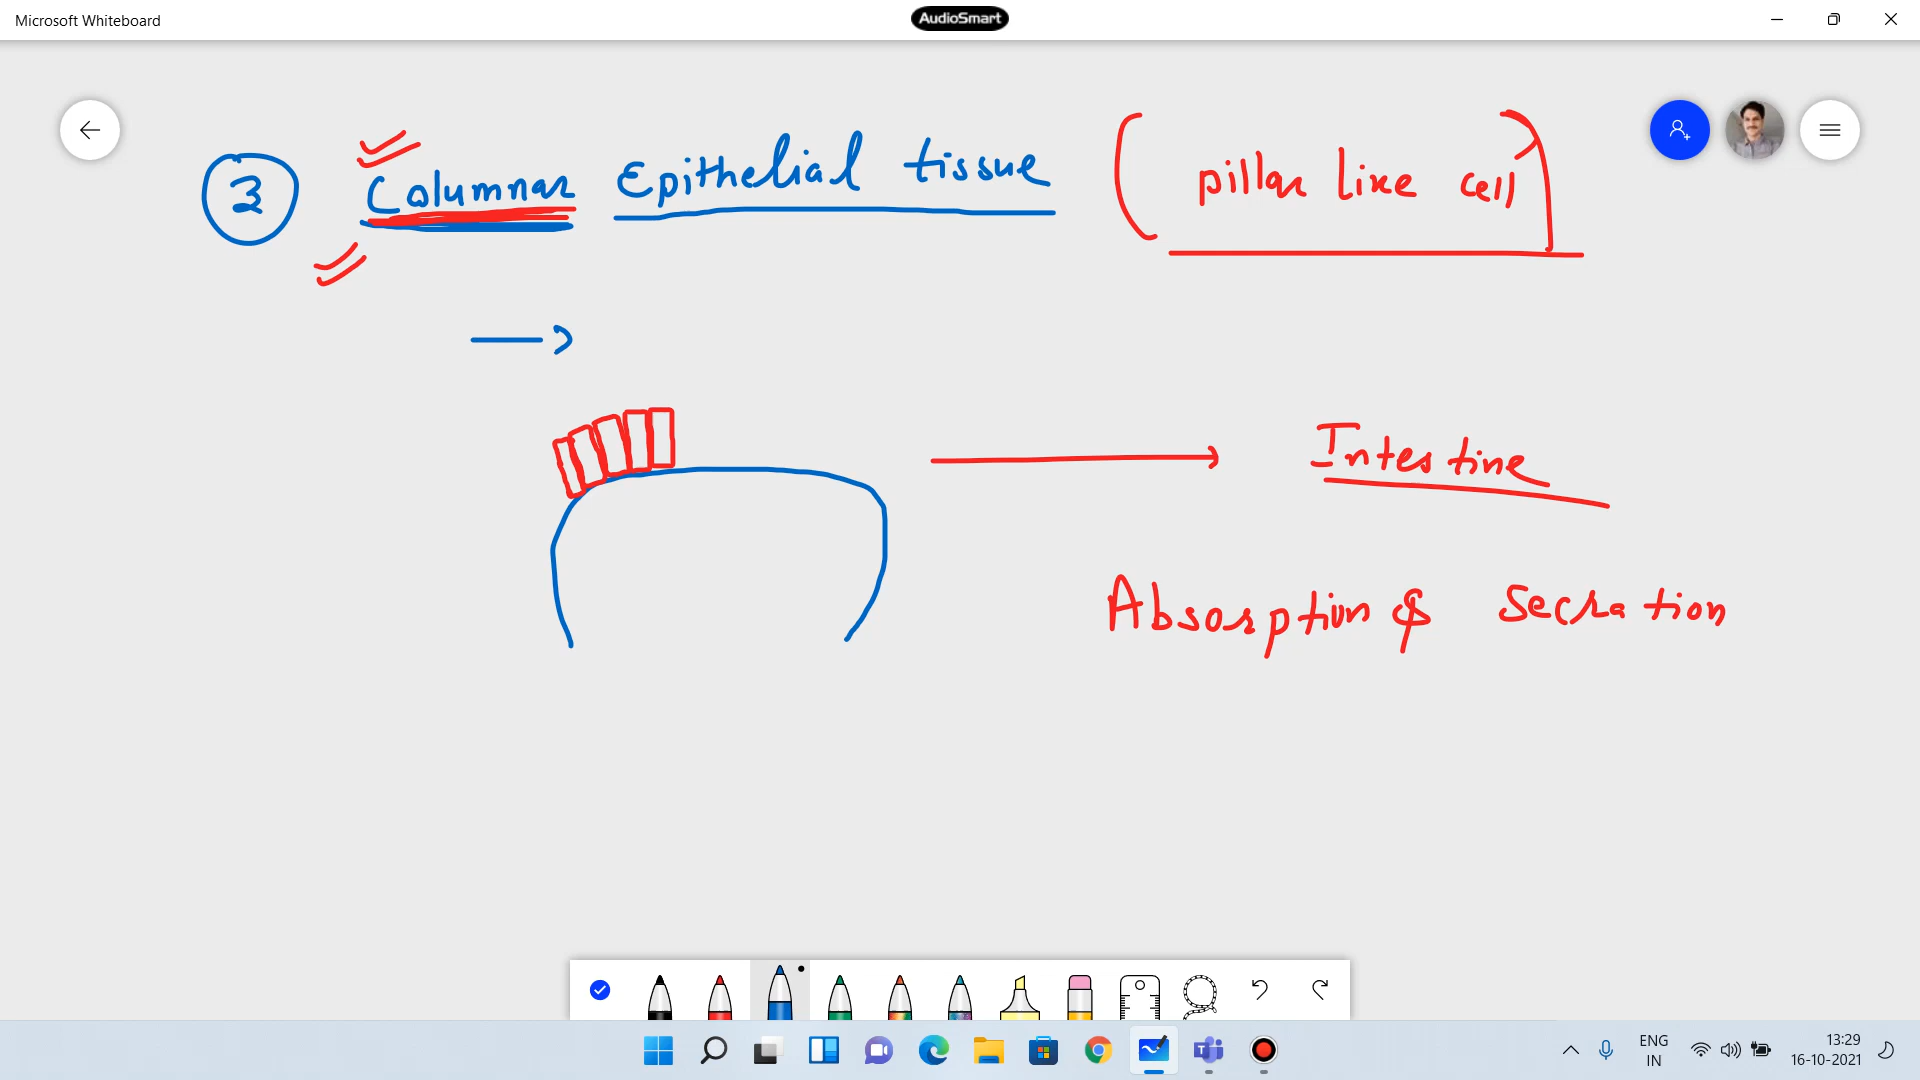 Microsoft Whiteboard
AudioSmart
3 Columnar Epithelial tissue (pillar like cell)
Intestine
Absorption & Secration
ENG
IN
13:29
16-10-2021